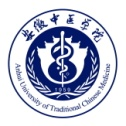 安徽中医药大学
1959
Anhui University of Traditional Chinese Medicine